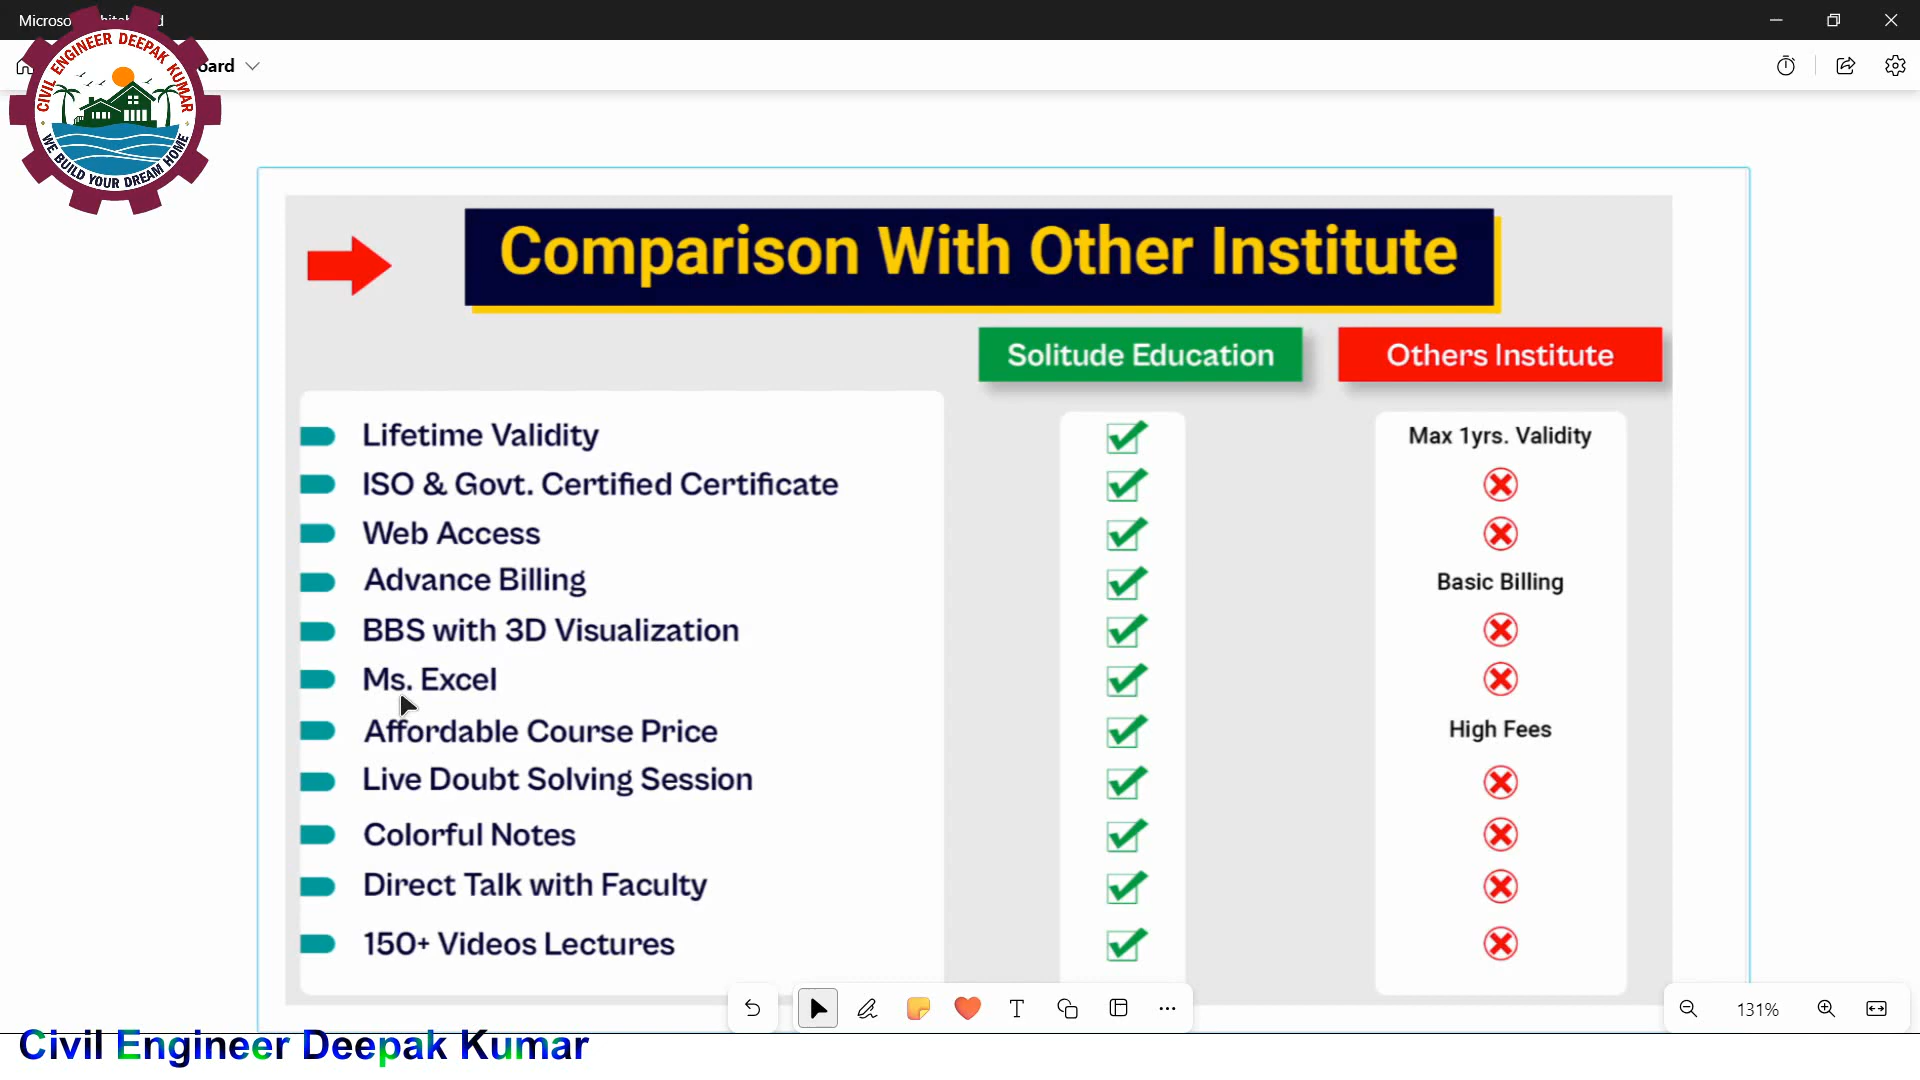 CIVIL ENGINEER DEEPAK KUMAR
WE BUILD YOUR DREAM HOME
Comparison With Other Institute
Solitude Education
Others Institute
Lifetime Validity
Max 1yrs. Validity
ISO & Govt. Certified Certificate
Web Access
Advance Billing
Basic Billing
BBS with 3D Visualization
Ms. Excel
Affordable Course Price
High Fees
Live Doubt Solving Session
Colorful Notes
Direct Talk with Faculty
150+ Videos Lectures
131%
Civil Engineer Deepak Kumar